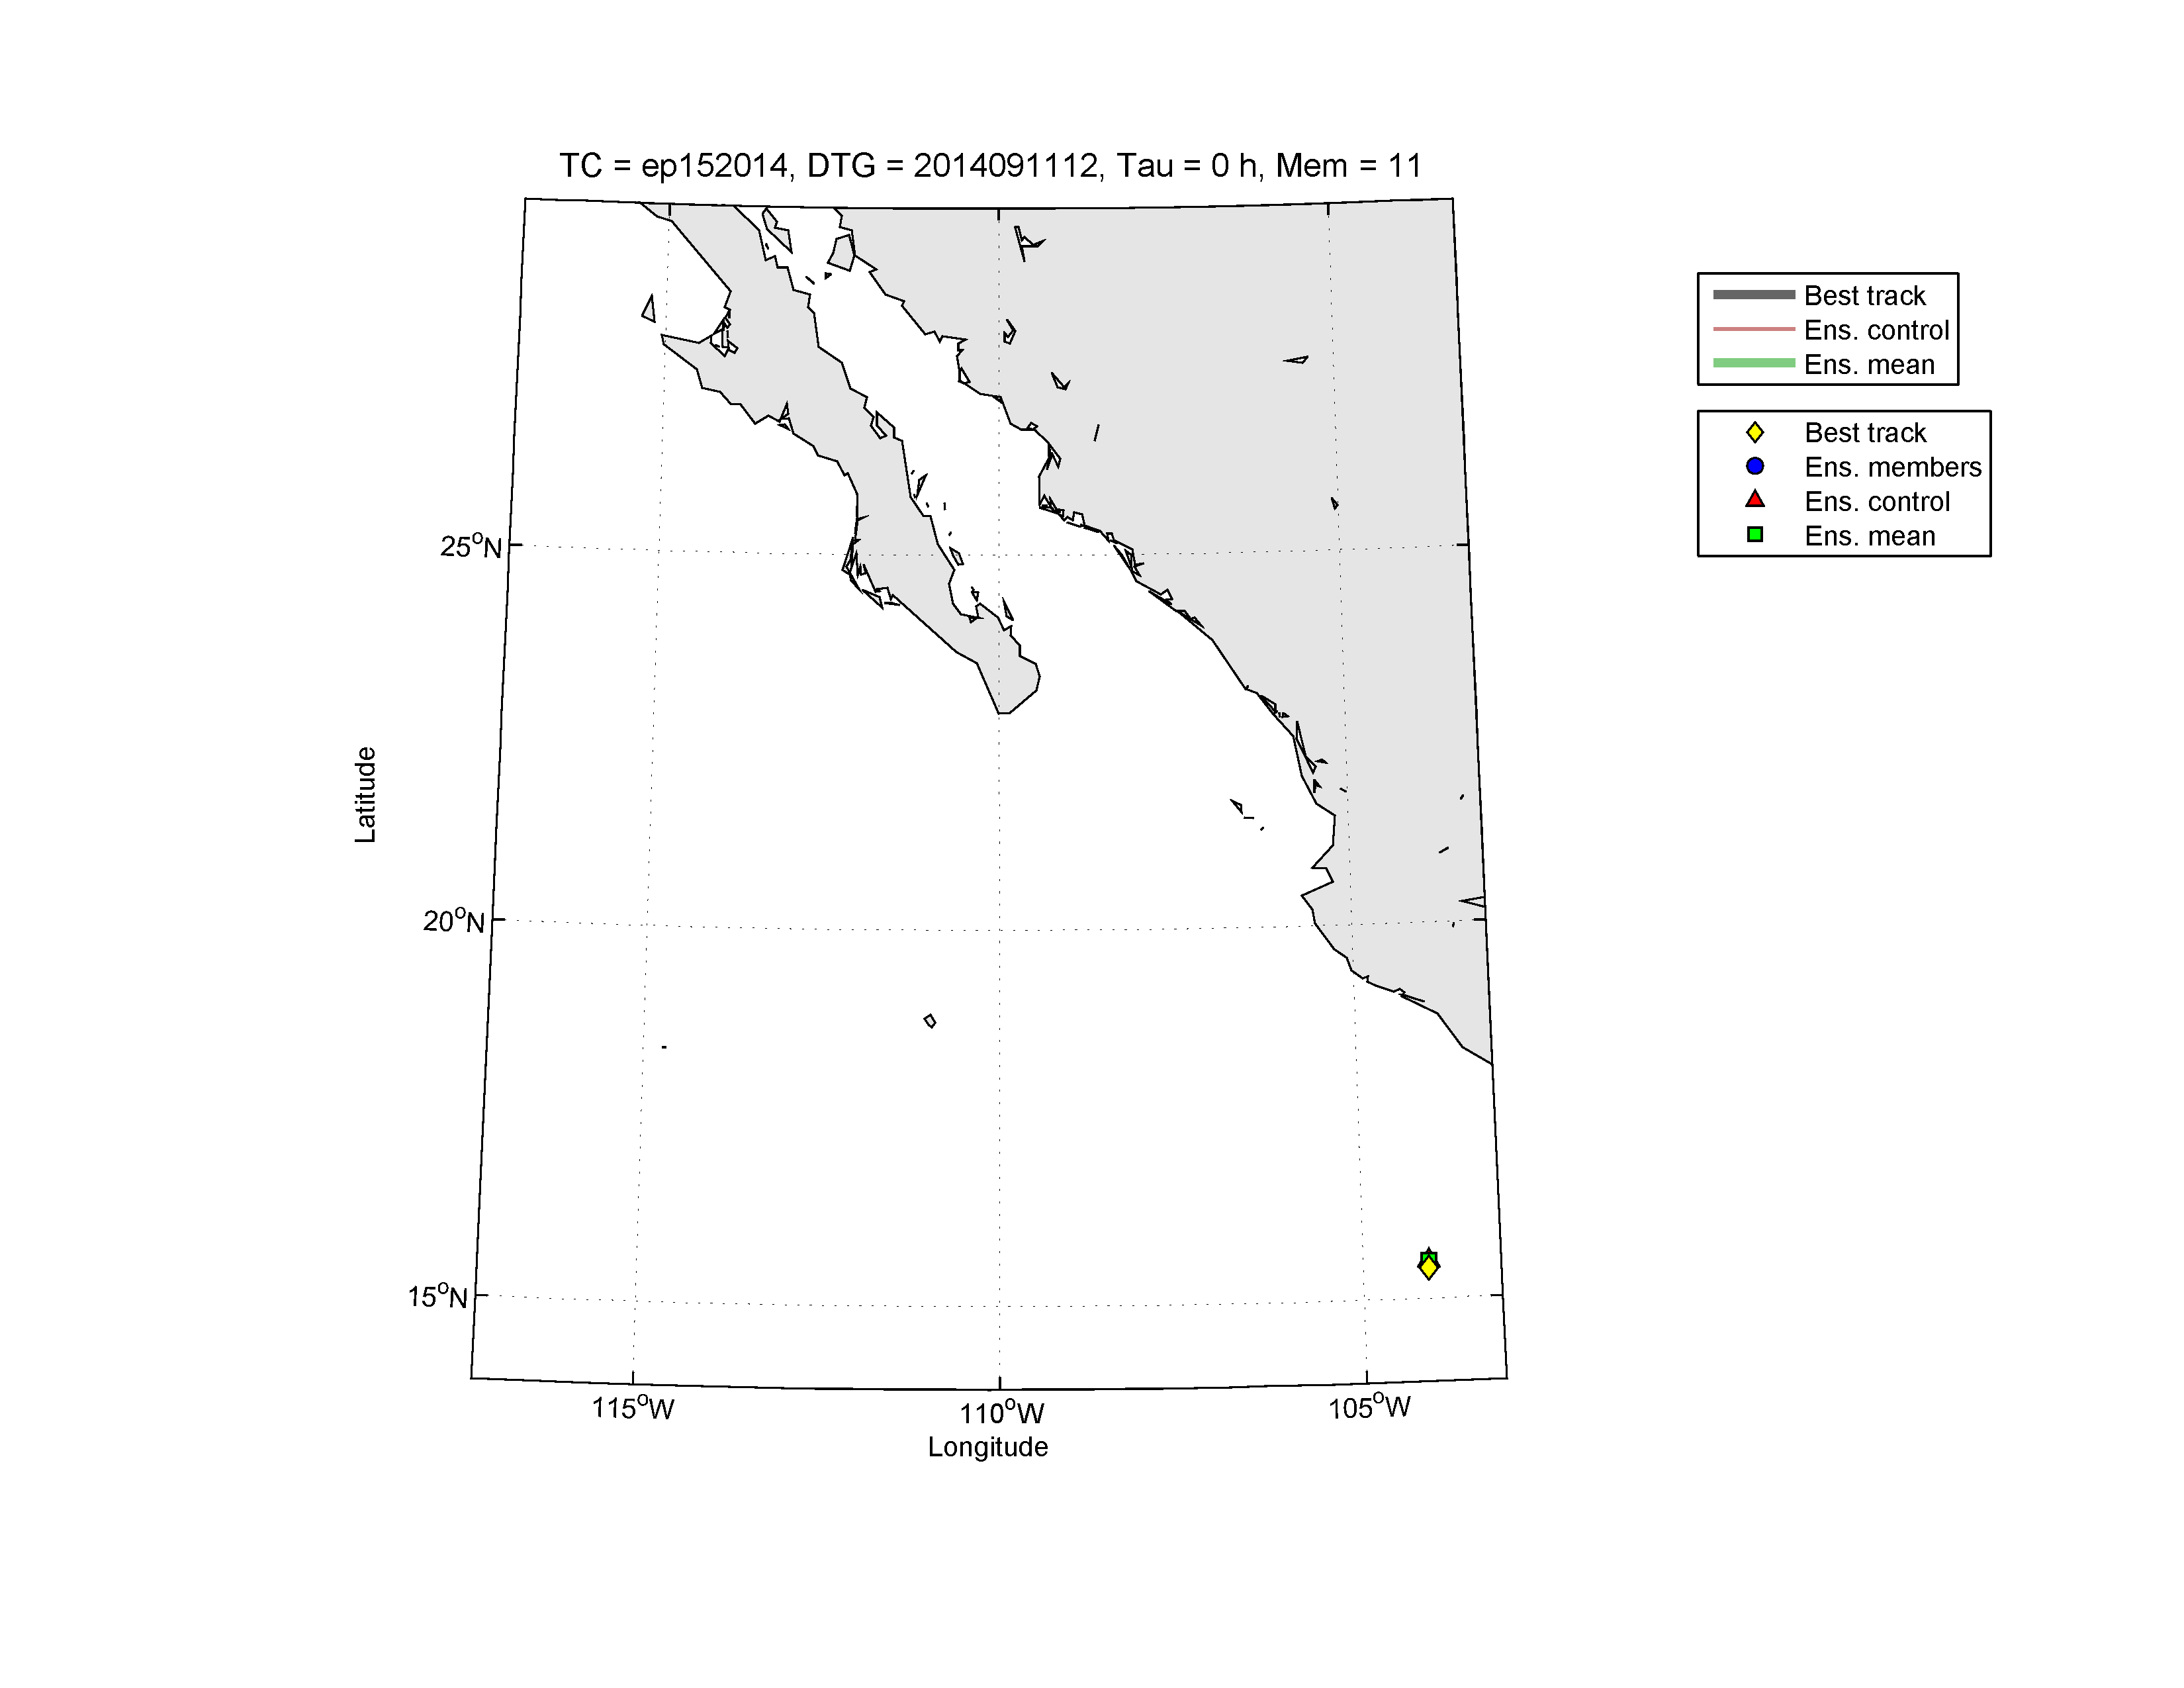 TC = ep152014, DTG = 2014091112, Tau = 0 h, Mem = 11
Best track
Ens. control
Ens. mean
Best track
Ens. members
Ens. control
Ens. mean
25°N
20°N
15°N
Latitude
115°W
110°W
105°W
Longitude